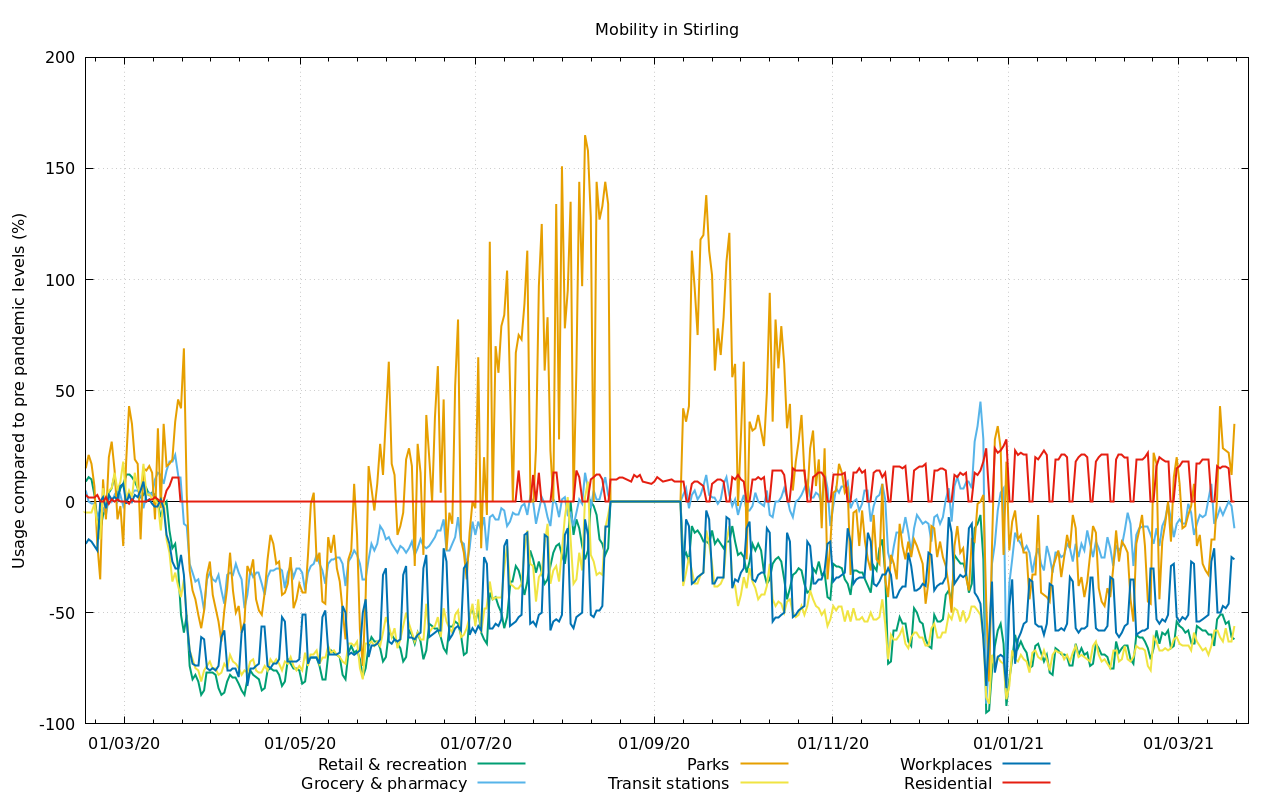 Mobility in Stirling
Usage compared to pre pandemic levels (%)
200
150
100
50
0
-50
-100
01/03/20 01/05/20 01/07/20 01/09/20 01/11/20 01/01/21 01/03/21
Retail & recreation Parks Workplaces
Grocery & pharmacy Transit stations Residential